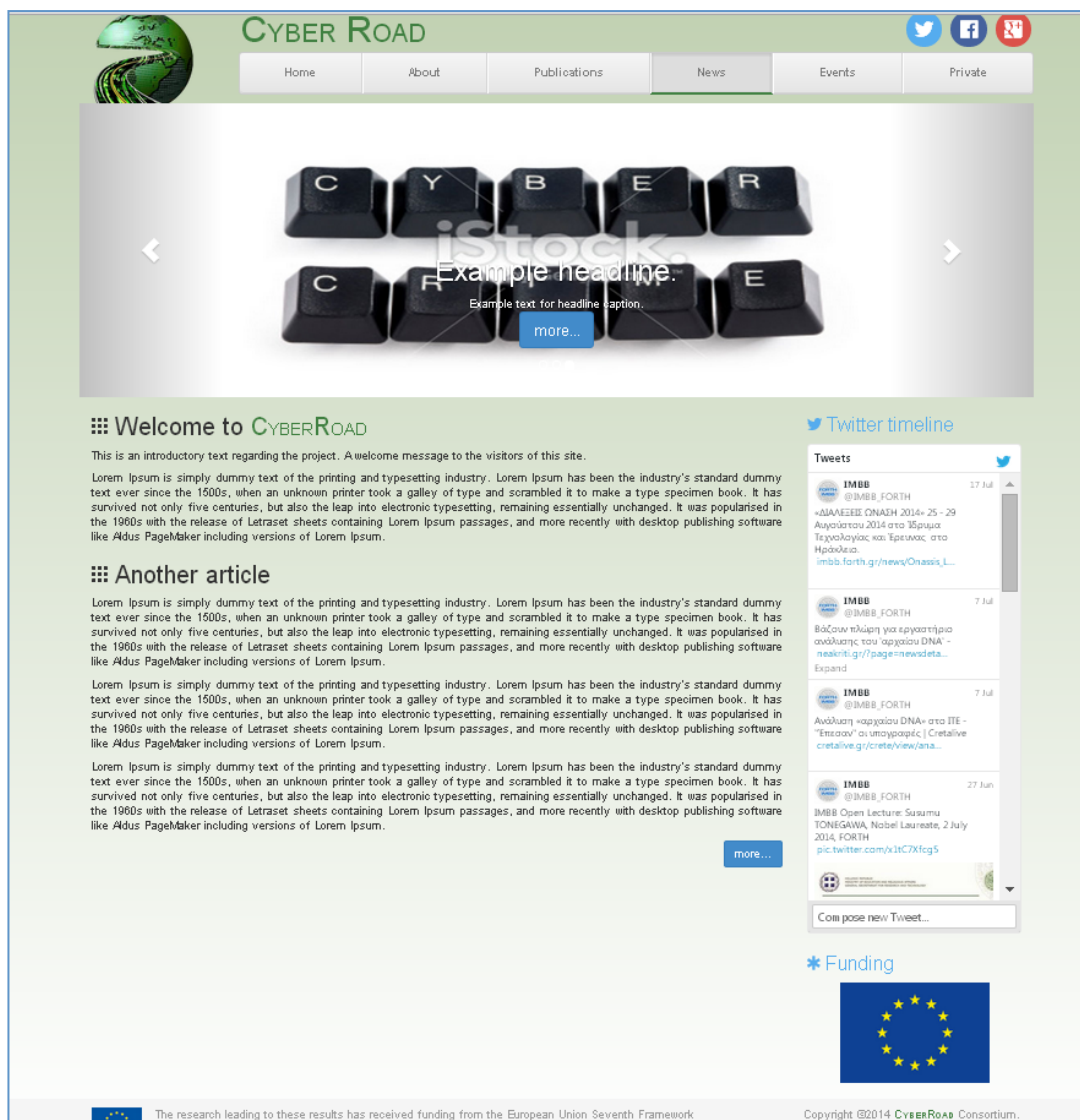 CYBER ROAD
Home About Publications News Events Private
C Y B E R
iStock.
C R I M E
Example headline.
Example text for headline caption.
more...
Welcome to CYBERROAD
This is an introductory text regarding the project. A welcome message to the visitors of this site.
Lorem Ipsum is simply dummy text of the printing and typesetting industry. Lorem Ipsum has been the industry's standard dummy
text ever since the 1500s, when an unknown printer took a galley of type and scrambled it to make a type specimen book. It has
survived not only five centuries, but also the leap into electronic typesetting, remaining essentially unchanged. It was popularised in
the 1960s with the release of Letraset sheets containing Lorem Ipsum passages, and more recently with desktop publishing software
like Aldus PageMaker including versions of Lorem Ipsum.
Another article
Lorem Ipsum is simply dummy text of the printing and typesetting industry. Lorem Ipsum has been the industry's standard dummy
text ever since the 1500s, when an unknown printer took a galley of type and scrambled it to make a type specimen book. It has
survived not only five centuries, but also the leap into electronic typesetting, remaining essentially unchanged. It was popularised in
the 1960s with the release of Letraset sheets containing Lorem Ipsum passages, and more recently with desktop publishing software
like Aldus PageMaker including versions of Lorem Ipsum.
Lorem Ipsum is simply dummy text of the printing and typesetting industry. Lorem Ipsum has been the industry's standard dummy
text ever since the 1500s, when an unknown printer took a galley of type and scrambled it to make a type specimen book. It has
survived not only five centuries, but also the leap into electronic typesetting, remaining essentially unchanged. It was popularised in
the 1960s with the release of Letraset sheets containing Lorem Ipsum passages, and more recently with desktop publishing software
like Aldus PageMaker including versions of Lorem Ipsum.
Lorem Ipsum is simply dummy text of the printing and typesetting industry. Lorem Ipsum has been the industry's standard dummy
text ever since the 1500s, when an unknown printer took a galley of type and scrambled it to make a type specimen book. It has
survived not only five centuries, but also the leap into electronic typesetting, remaining essentially unchanged. It was popularised in
the 1960s with the release of Letraset sheets containing Lorem Ipsum passages, and more recently with desktop publishing software
like Aldus PageMaker including versions of Lorem Ipsum.
more...
Twitter timeline
Tweets
IMBB 17 Jul
@IMBB_FORTH
«ΔΙΑΛΕΞΕΙΣ ΩΝΑΣΗ 2014» 25 - 29
Αυγούστου 2014 στο Ίδρυμα
Τεχνολογίας και Έρευνας στο
Ηράκλειο.
imbb.forth.gr/news/Onassis_L...
IMBB 7 Jul
@IMBB_FORTH
Βάζουν πλώρη για εργαστήριο
ανάλυσης του 'αρχαίου DNA' -
neakriti.gr/?page=newsdeta...
Expand
IMBB 7 Jul
@IMBB_FORTH
Ανάλυση «αρχαίου DNA» στο ΙΤΕ -
"Επεσαν" οι υπογραφές | Cretalive
cretalive.gr/crete/view/ana...
IMBB 27 Jun
@IMBB_FORTH
IMBB Open Lecture: Susumu
TONEGAWA, Nobel Laureate, 2 July
2014, FORTH
pic.twitter.com/x1tC7Xfcg5
Compose new Tweet...
Funding
The research leading to these results has received funding from the European Union Seventh Framework
Copyright @2014 CYBERROAD Consortium.